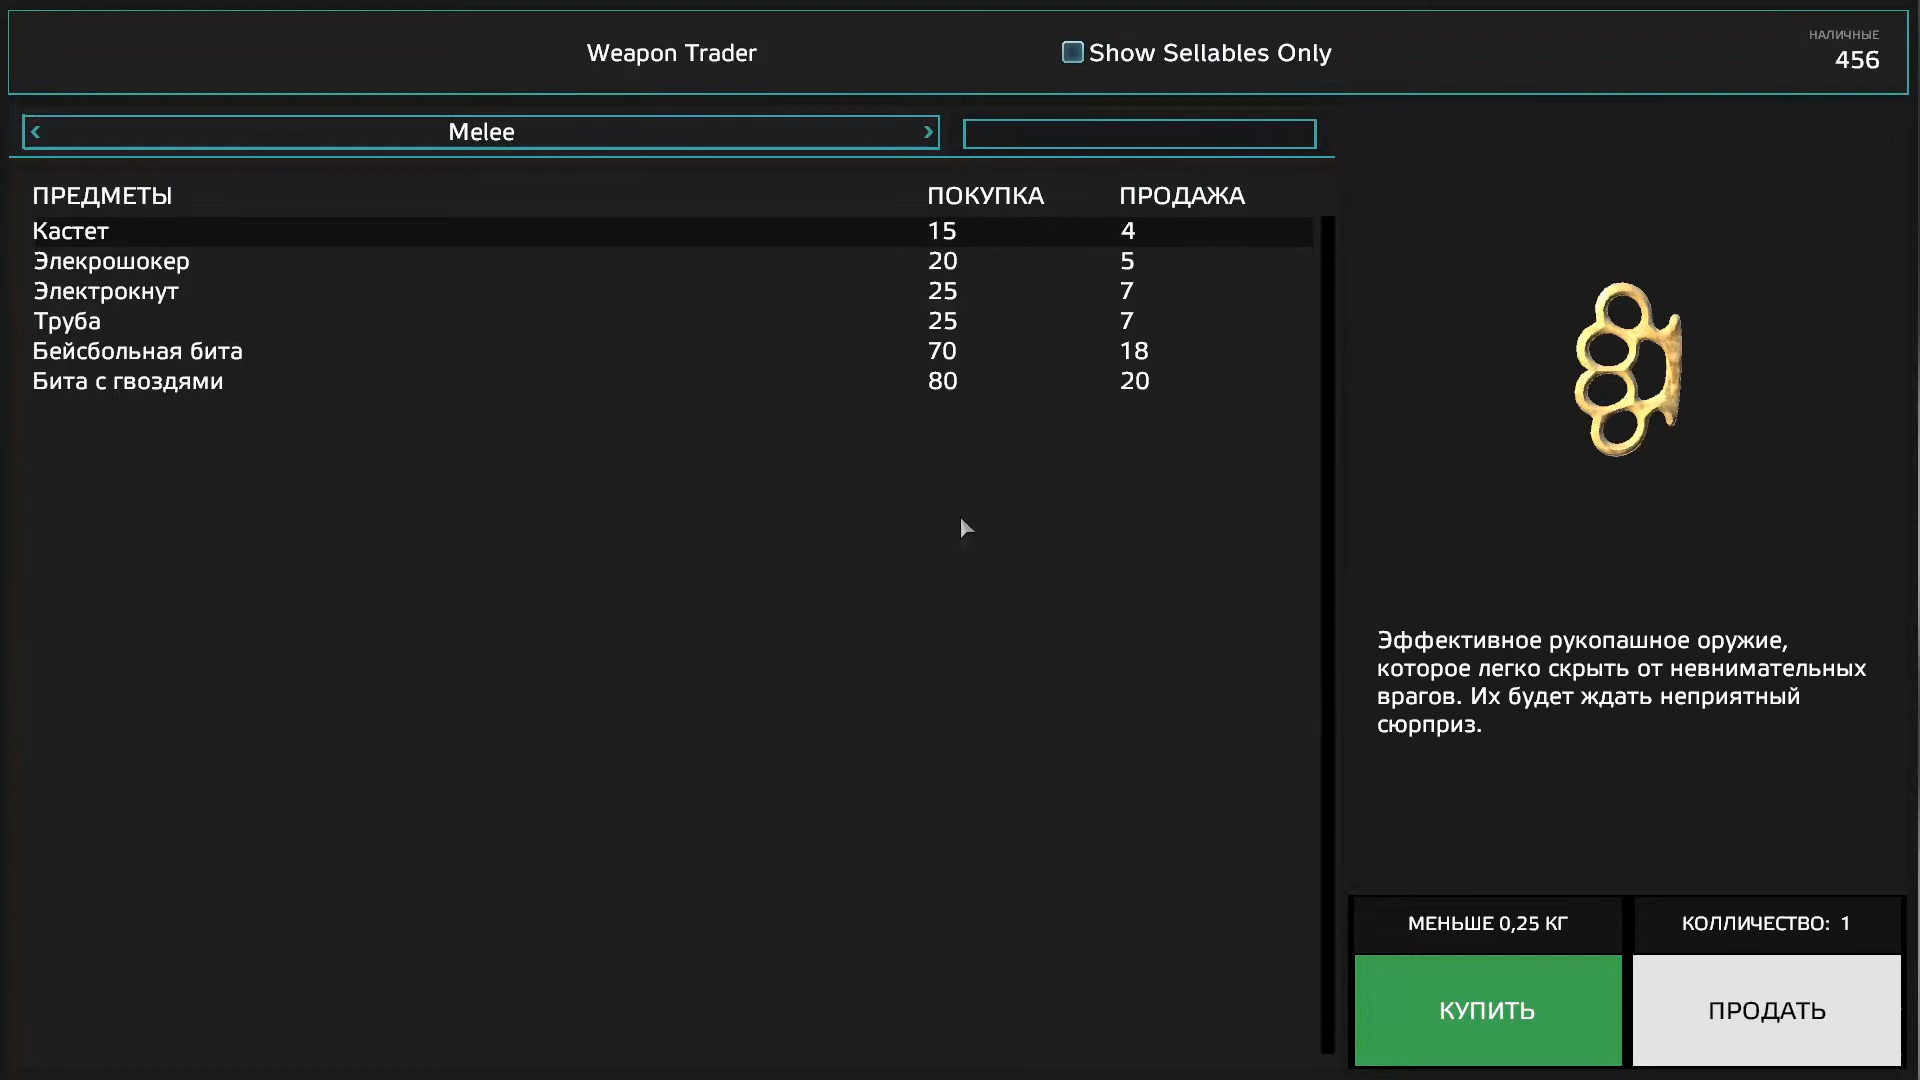 Weapon Trader
Show Sellables Only
НАЛИЧНЫЕ
456
‹ Melee ›
ПРЕДМЕТЫ ПОКУПКА ПРОДАЖА
Кастет 15 4
Элекрошокер 20 5
Электрокнут 25 7
Труба 25 7
Бейсбольная бита 70 18
Бита с гвоздями 80 20
Эффективное рукопашное оружие,
которое легко скрыть от невнимательных
врагов. Их будет ждать неприятный
сюрприз.
МЕНЬШЕ 0,25 КГ
КОЛЛИЧЕСТВО: 1
КУПИТЬ
ПРОДАТЬ